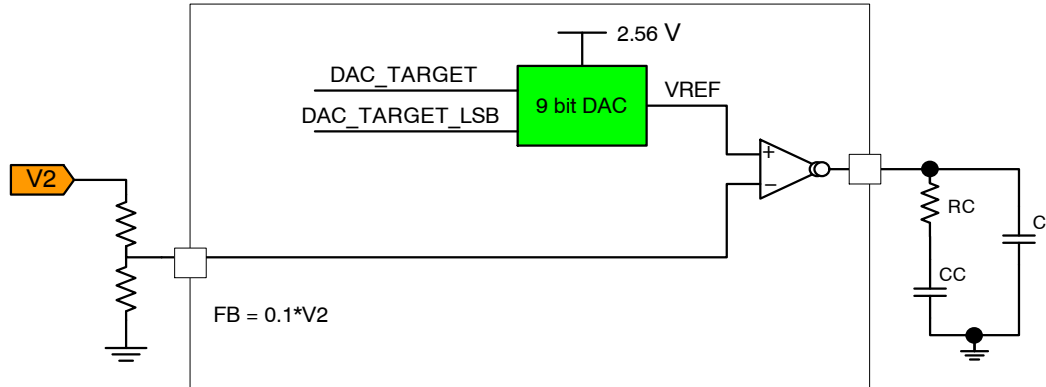 2.56 V
DAC_TARGET
9 bit DAC
VREF
DAC_TARGET_LSB
+
−
V2
RC
C
CC
FB = 0.1*V2